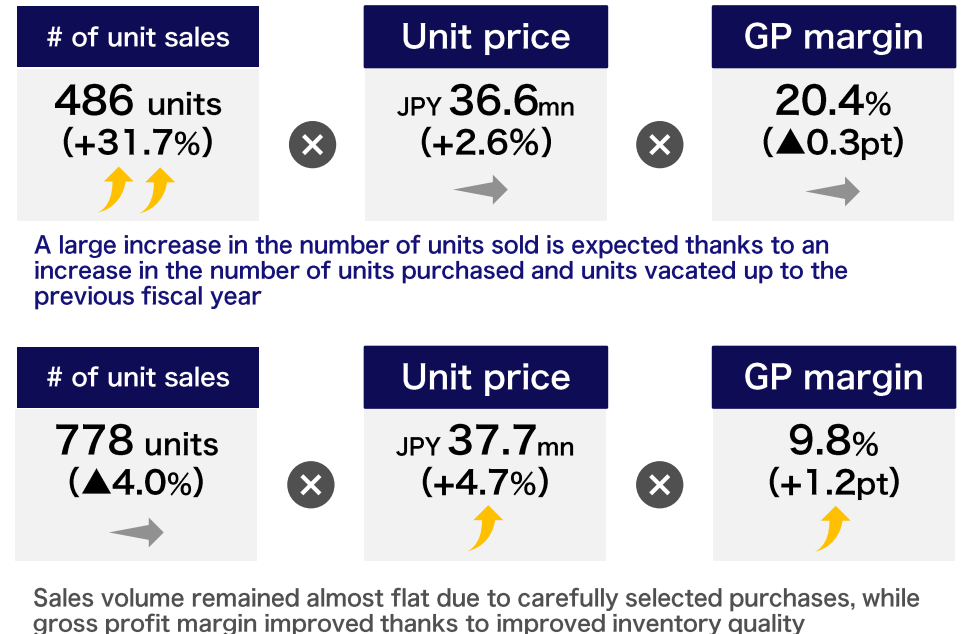 # of unit sales
Unit price
GP margin
486 units
(+31.7%)
JPY 36.6mn
(+2.6%)
20.4%
(▲0.3pt)
A large increase in the number of units sold is expected thanks to an
increase in the number of units purchased and units vacated up to the
previous fiscal year
# of unit sales
Unit price
GP margin
778 units
(▲4.0%)
JPY 37.7mn
(+4.7%)
9.8%
(+1.2pt)
Sales volume remained almost flat due to carefully selected purchases, while
gross profit margin improved thanks to improved inventory quality